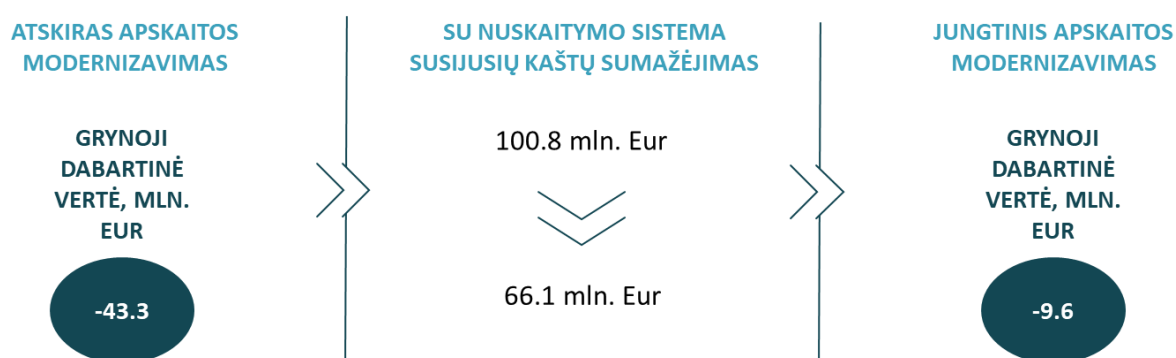 ATSKIRAS APSKAITOS
MODERNIZAVIMAS
GRYNOJI
DABARTINĖ
VERTĖ, MLN.
EUR
-43.3
SU NUSKAITYMO SISTEMA
SUSIJUSIŲ KAŠTŲ SUMAŽĖJIMAS
100.8 mln. Eur
66.1 mln. Eur
JUNGTINIS APSKAITOS
MODERNIZAVIMAS
GRYNOJI
DABARTINĖ
VERTĖ, MLN.
EUR
-9.6